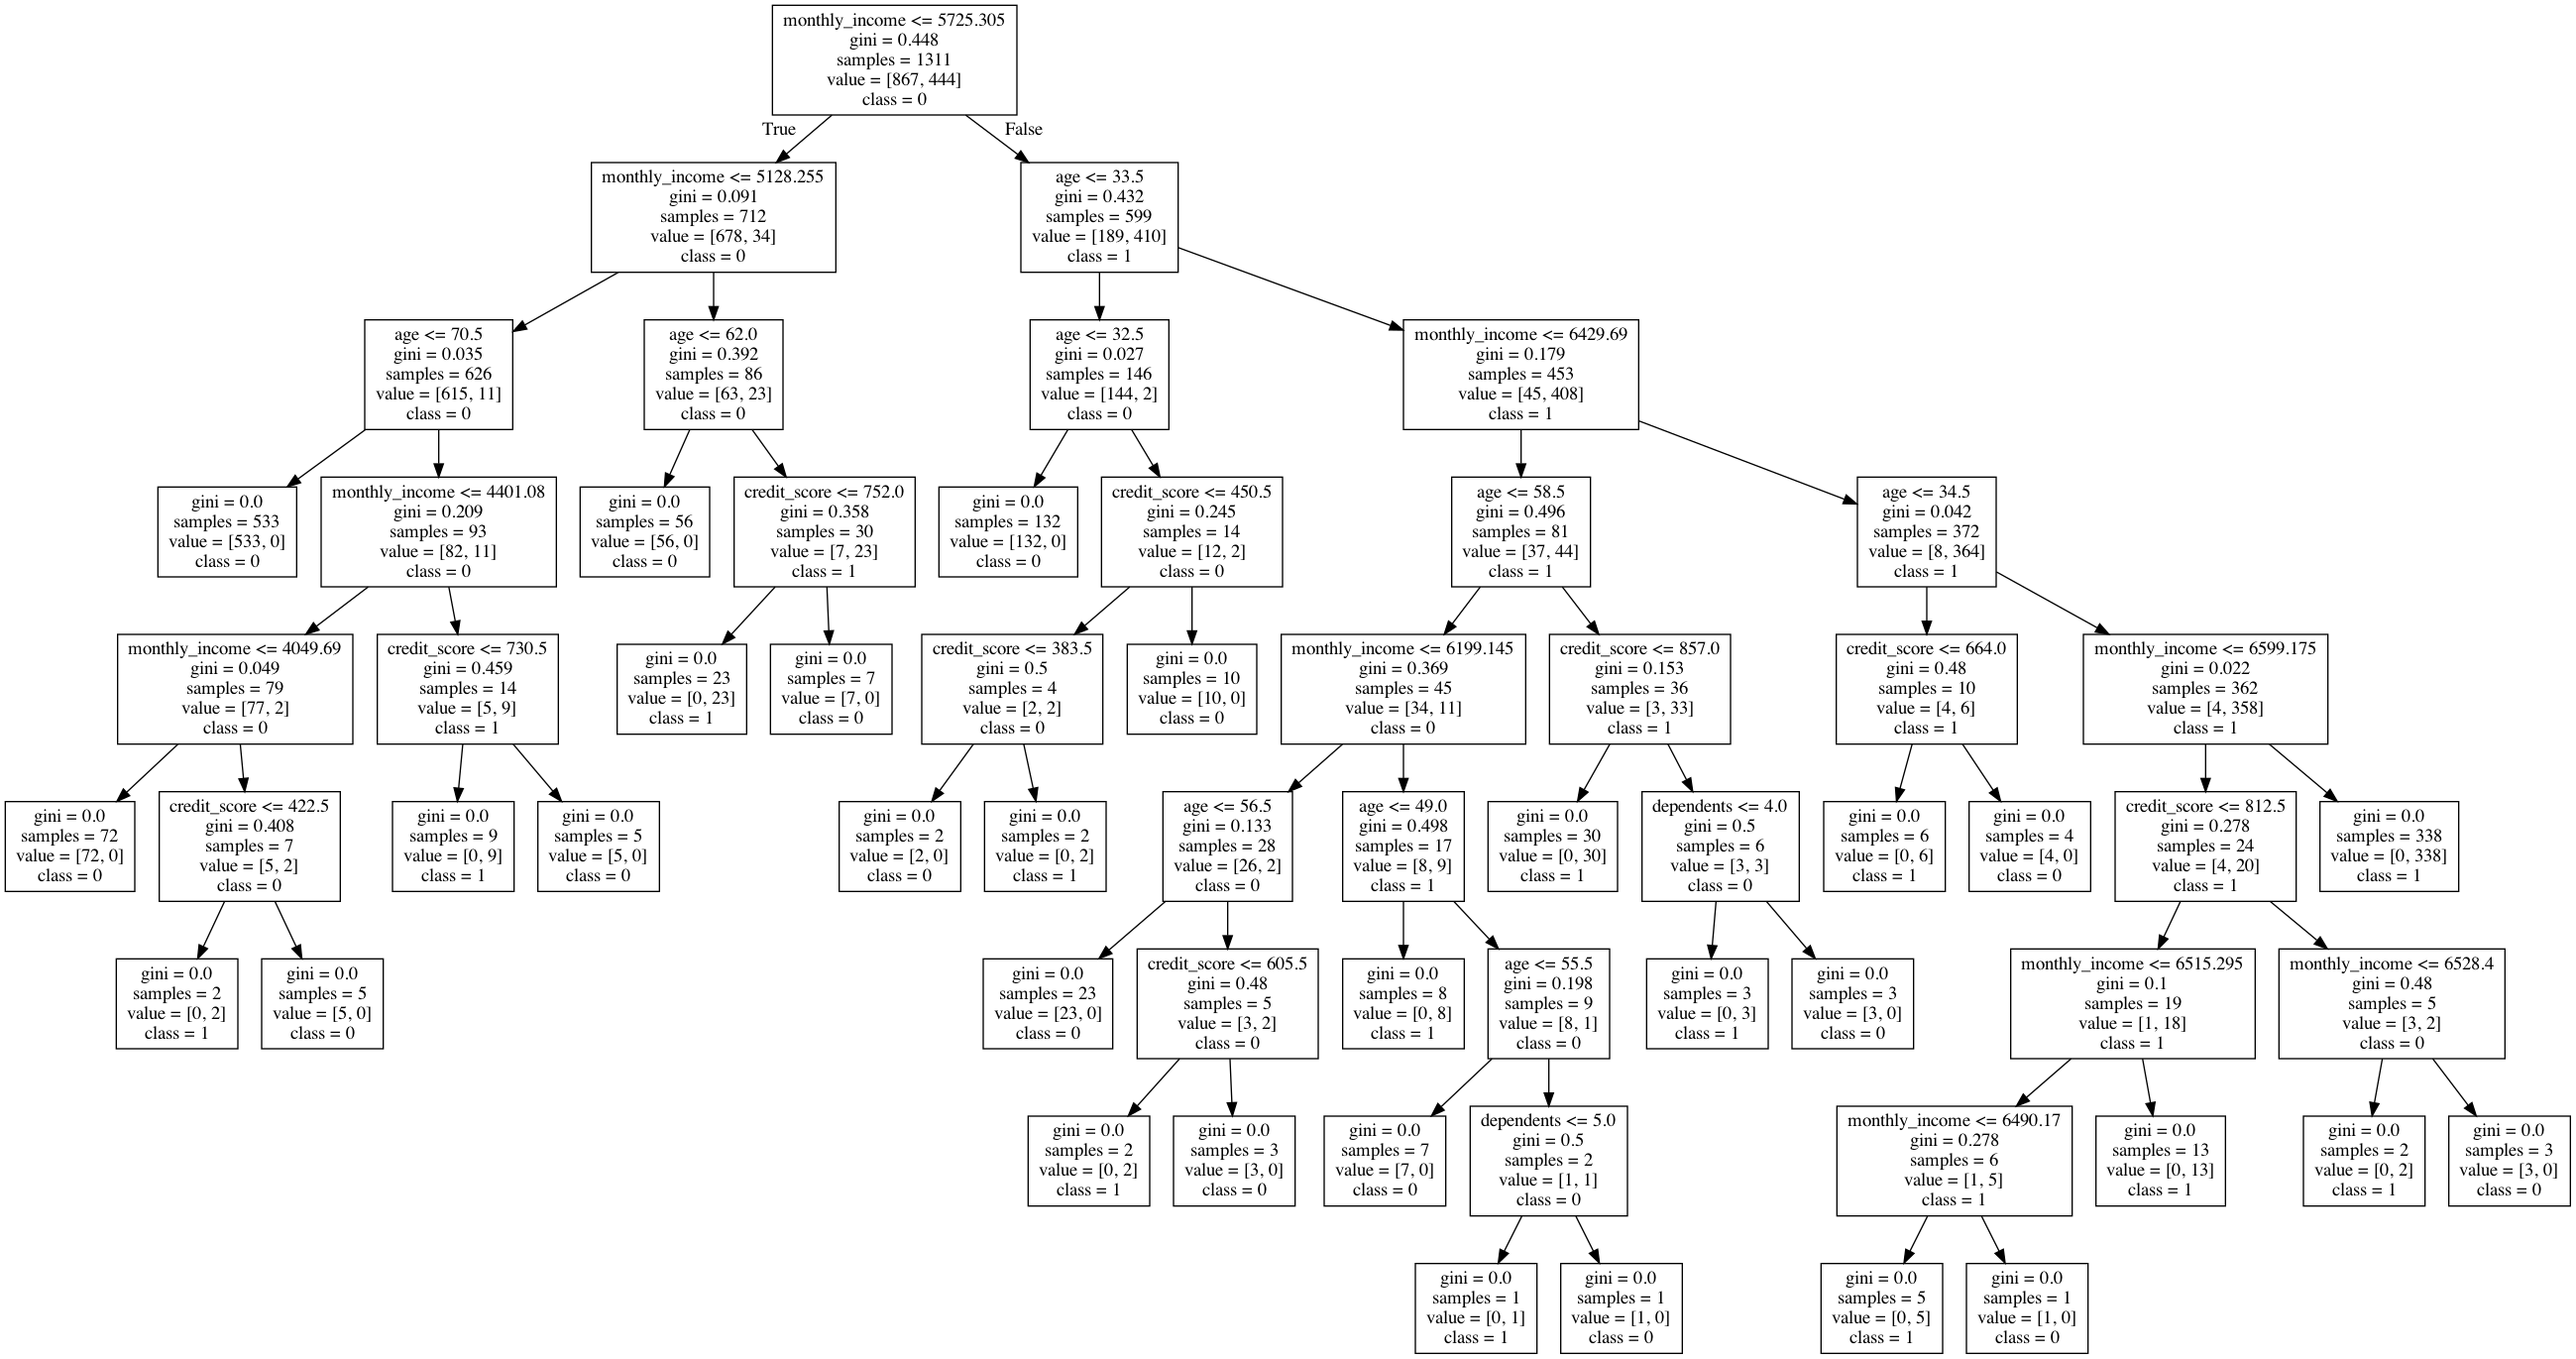 monthly_income <= 5725.305
gini = 0.448
samples = 1311
value = [867, 444]
class = 0
True
False
monthly_income <= 5128.255
gini = 0.091
samples = 712
value = [678, 34]
class = 0
age <= 33.5
gini = 0.432
samples = 599
value = [189, 410]
class = 1
age <= 70.5
gini = 0.035
samples = 626
value = [615, 11]
class = 0
age <= 62.0
gini = 0.392
samples = 86
value = [63, 23]
class = 0
age <= 32.5
gini = 0.027
samples = 146
value = [144, 2]
class = 0
monthly_income <= 6429.69
gini = 0.179
samples = 453
value = [45, 408]
class = 1
gini = 0.0
samples = 533
value = [533, 0]
class = 0
monthly_income <= 4401.08
gini = 0.209
samples = 93
value = [82, 11]
class = 0
gini = 0.0
samples = 56
value = [56, 0]
class = 0
credit_score <= 752.0
gini = 0.358
samples = 30
value = [7, 23]
class = 1
gini = 0.0
samples = 132
value = [132, 0]
class = 0
credit_score <= 450.5
gini = 0.245
samples = 14
value = [12, 2]
class = 0
age <= 58.5
gini = 0.496
samples = 81
value = [37, 44]
class = 1
age <= 34.5
gini = 0.042
samples = 372
value = [8, 364]
class = 1
monthly_income <= 4049.69
gini = 0.049
samples = 79
value = [77, 2]
class = 0
credit_score <= 730.5
gini = 0.459
samples = 14
value = [5, 9]
class = 1
gini = 0.0
samples = 23
value = [0, 23]
class = 1
gini = 0.0
samples = 7
value = [7, 0]
class = 0
credit_score <= 383.5
gini = 0.5
samples = 4
value = [2, 2]
class = 0
gini = 0.0
samples = 10
value = [10, 0]
class = 0
monthly_income <= 6199.145
gini = 0.369
samples = 45
value = [34, 11]
class = 0
credit_score <= 857.0
gini = 0.153
samples = 36
value = [3, 33]
class = 1
credit_score <= 664.0
gini = 0.48
samples = 10
value = [4, 6]
class = 1
monthly_income <= 6599.175
gini = 0.022
samples = 362
value = [4, 358]
class = 1
gini = 0.0
samples = 72
value = [72, 0]
class = 0
credit_score <= 422.5
gini = 0.408
samples = 7
value = [5, 2]
class = 0
gini = 0.0
samples = 9
value = [0, 9]
class = 1
gini = 0.0
samples = 5
value = [5, 0]
class = 0
gini = 0.0
samples = 2
value = [2, 0]
class = 0
gini = 0.0
samples = 2
value = [0, 2]
class = 1
age <= 56.5
gini = 0.133
samples = 28
value = [26, 2]
class = 0
age <= 49.0
gini = 0.498
samples = 17
value = [8, 9]
class = 1
gini = 0.0
samples = 30
value = [0, 30]
class = 1
dependents <= 4.0
gini = 0.5
samples = 6
value = [3, 3]
class = 0
gini = 0.0
samples = 6
value = [0, 6]
class = 1
gini = 0.0
samples = 4
value = [4, 0]
class = 0
credit_score <= 812.5
gini = 0.278
samples = 24
value = [4, 20]
class = 1
gini = 0.0
samples = 338
value = [0, 338]
class = 1
gini = 0.0
samples = 2
value = [0, 2]
class = 1
gini = 0.0
samples = 5
value = [5, 0]
class = 0
gini = 0.0
samples = 23
value = [23, 0]
class = 0
credit_score <= 605.5
gini = 0.48
samples = 5
value = [3, 2]
class = 0
gini = 0.0
samples = 8
value = [0, 8]
class = 1
age <= 55.5
gini = 0.198
samples = 9
value = [8, 1]
class = 0
gini = 0.0
samples = 3
value = [0, 3]
class = 1
gini = 0.0
samples = 3
value = [3, 0]
class = 0
monthly_income <= 6515.295
gini = 0.1
samples = 19
value = [1, 18]
class = 1
monthly_income <= 6528.4
gini = 0.48
samples = 5
value = [3, 2]
class = 0
gini = 0.0
samples = 2
value = [0, 2]
class = 1
gini = 0.0
samples = 3
value = [3, 0]
class = 0
gini = 0.0
samples = 7
value = [7, 0]
class = 0
dependents <= 5.0
gini = 0.5
samples = 2
value = [1, 1]
class = 0
monthly_income <= 6490.17
gini = 0.278
samples = 6
value = [1, 5]
class = 1
gini = 0.0
samples = 13
value = [0, 13]
class = 1
gini = 0.0
samples = 2
value = [0, 2]
class = 1
gini = 0.0
samples = 3
value = [3, 0]
class = 0
gini = 0.0
samples = 1
value = [0, 1]
class = 1
gini = 0.0
samples = 1
value = [1, 0]
class = 0
gini = 0.0
samples = 5
value = [0, 5]
class = 1
gini = 0.0
samples = 1
value = [1, 0]
class = 0